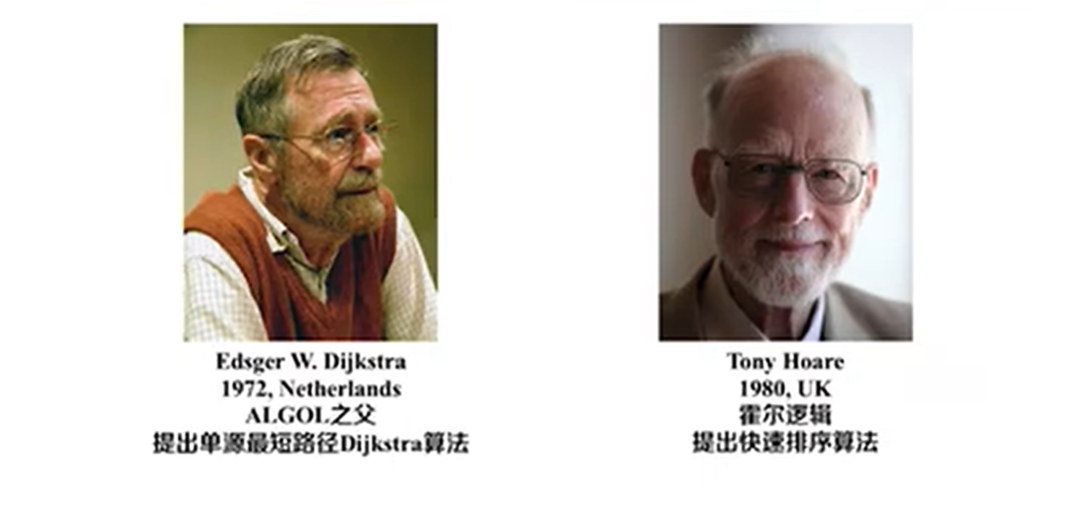 Edsger W. Dijkstra
1972, Netherlands
ALGOL之父
提出单源最短路径Dijkstra算法
Tony Hoare
1980, UK
霍尔逻辑
提出快速排序算法